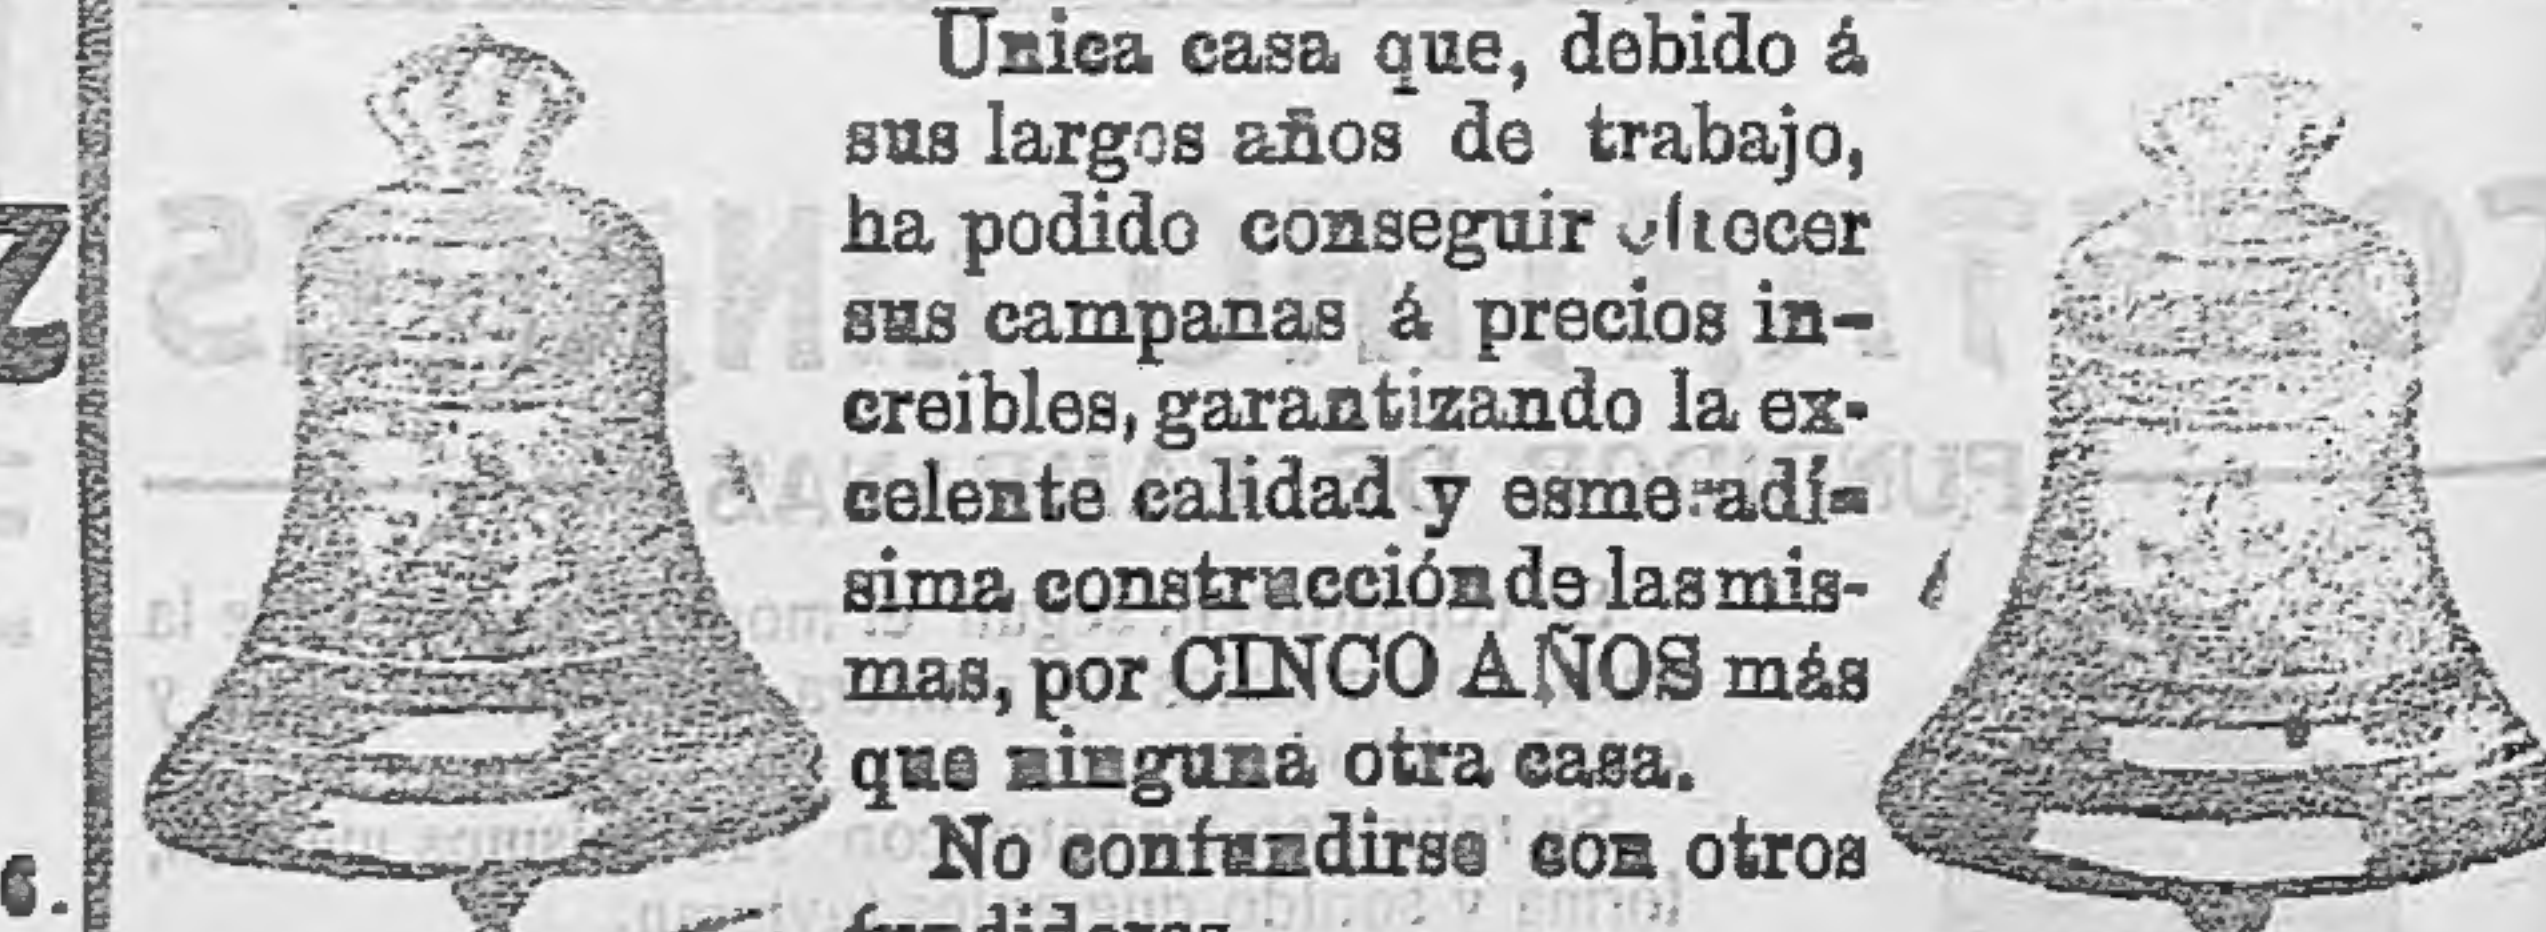 Unica casa que, debido á
sus largos años de trabajo,
ha podido conseguir
sus campanas á precios in-
creibles, garantizando la ex-
celente calidad y esmeradí-
sima construcción de las mis-
mas, por CINCO AÑOS más
que ninguna otra casa.
No confundirse con otros
fundidores